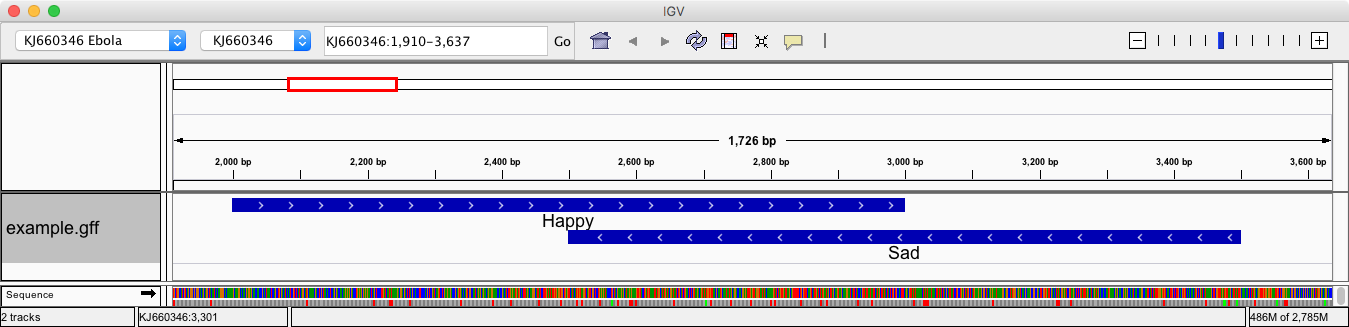 IGV
KJ660346 Ebola KJ660346 KJ660346:1,910-3,637 Go
1,726 bp
2,000 bp 2,200 bp 2,400 bp 2,600 bp 2,800 bp 3,000 bp 3,200 bp 3,400 bp 3,600 bp
example.gff
Happy
Sad
Sequence
2 tracks KJ660346:3,301 486M of 2,785M